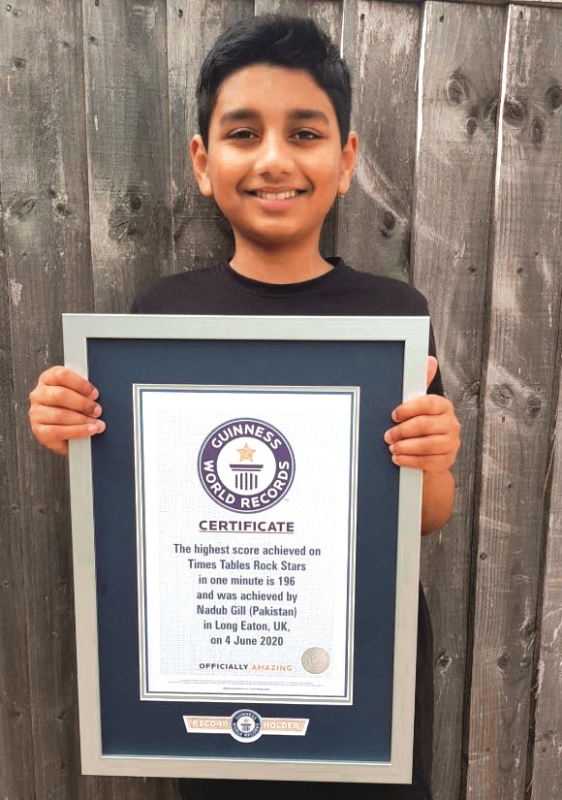 GUINNESS
WORLD RECORDS
CERTIFICATE
The highest score achieved on
Times Tables Rock Stars
in one minute is 196
and was achieved by
Nadub Gill (Pakistan)
in Long Eaton, UK,
on 4 June 2020
OFFICIALLY AMAZING
RECORD HOLDER